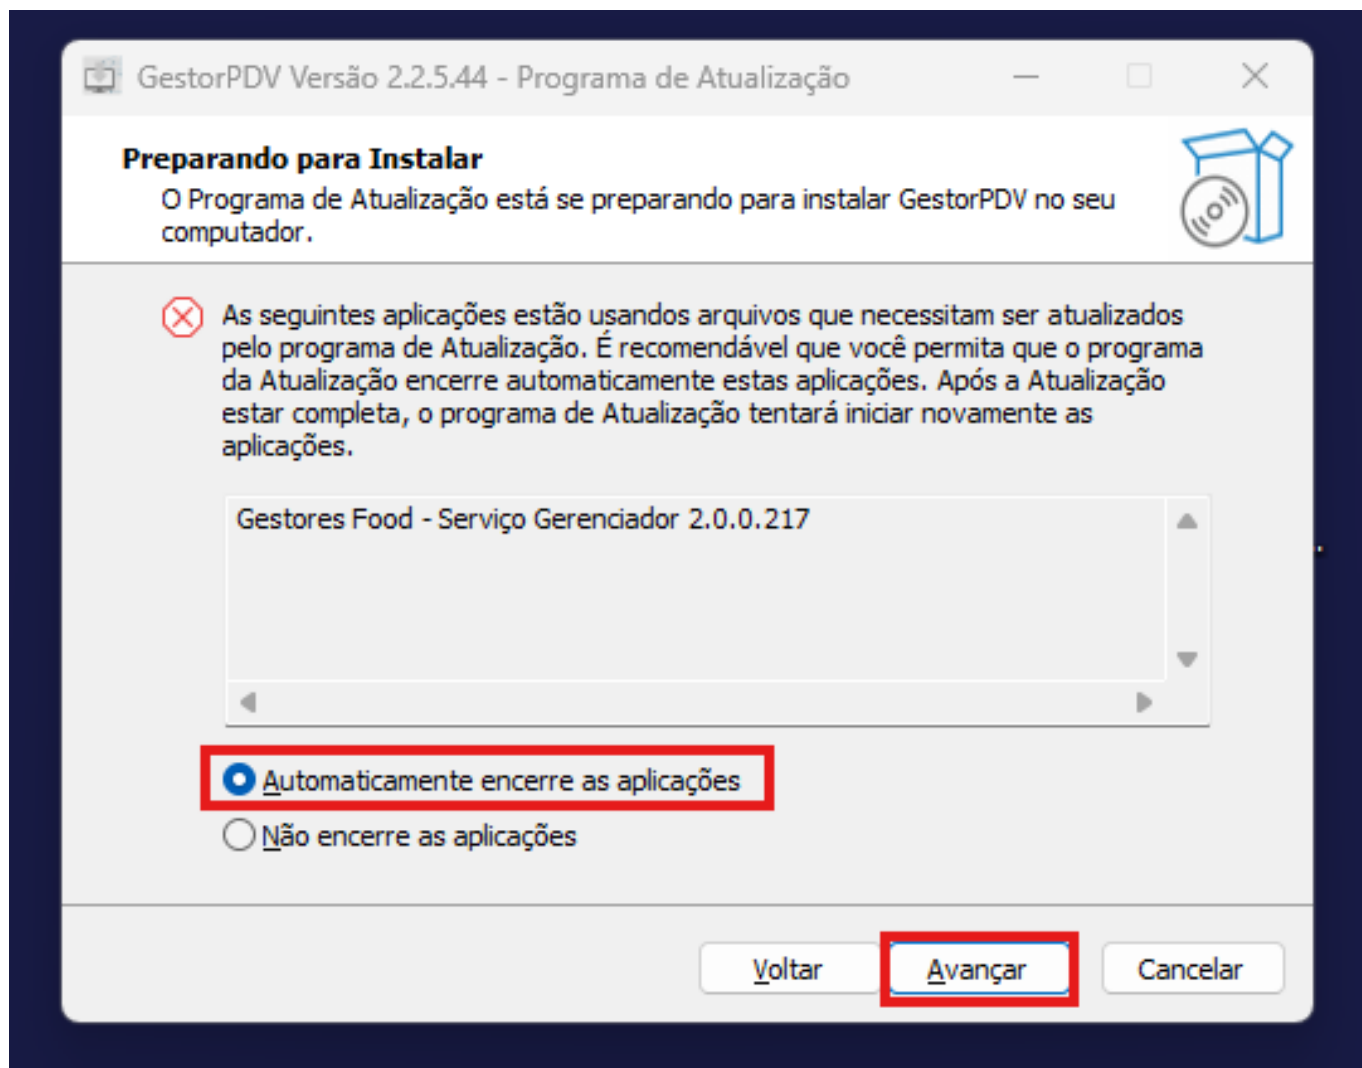 GestorPDV Versão 2.2.5.44 - Programa de Atualização
Preparando para Instalar
O Programa de Atualização está se preparando para instalar GestorPDV no seu
computador.
As seguintes aplicações estão usandos arquivos que necessitam ser atualizados
pelo programa de Atualização. É recomendável que você permita que o programa
da Atualização encerre automaticamente estas aplicações. Após a Atualização
estar completa, o programa de Atualização tentará iniciar novamente as
aplicações.
Gestores Food - Serviço Gerenciador 2.0.0.217
Automaticamente encerre as aplicações
Não encerre as aplicações
Voltar
Avançar
Cancelar